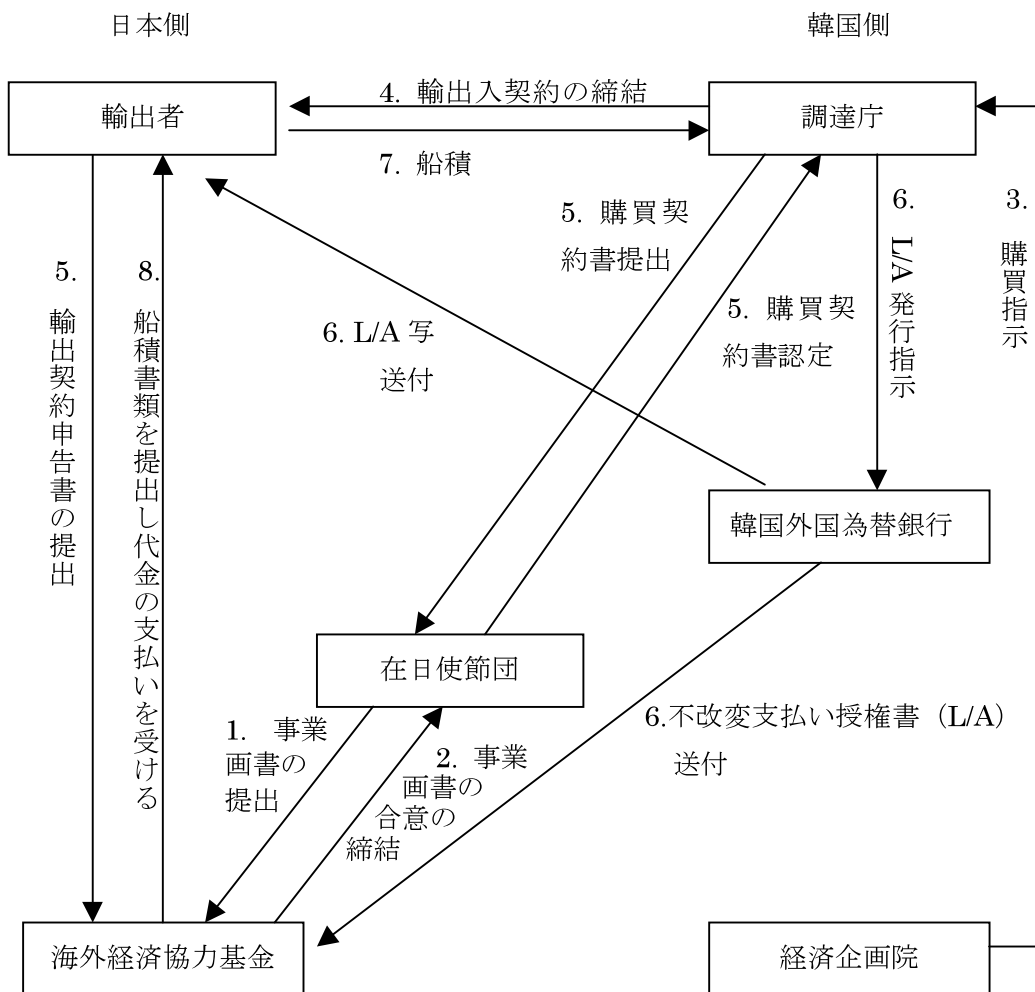 日本側
韓国側
輸出者
4. 輸出入契約の締結
調達庁
7. 船積
5. 購買契
約書提出
6.
L/A 発行指示
3.
購買指示
5.
輸出契約申告書の提出
8.
船積書類を提出し代金の支払いを受ける
6. L/A 写
送付
5. 購買契
約書認定
韓国外国為替銀行
在日使節団
1. 事業
画書の
提出
2. 事業
画書の
合意の
締結
6.不改変支払い授権書（L/A）
送付
海外経済協力基金
経済企画院